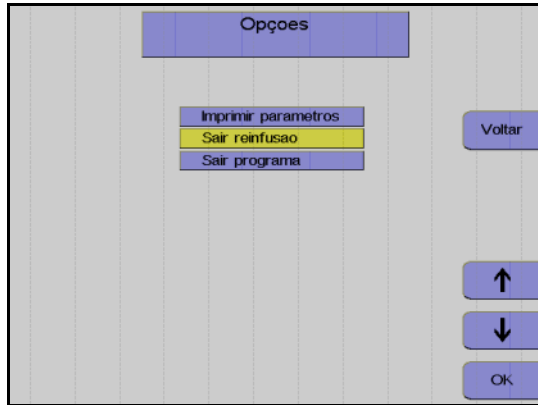 Opçoes
Imprimir parametros
Sair reinfusao
Sair programa
Voltar
↑
↓
OK